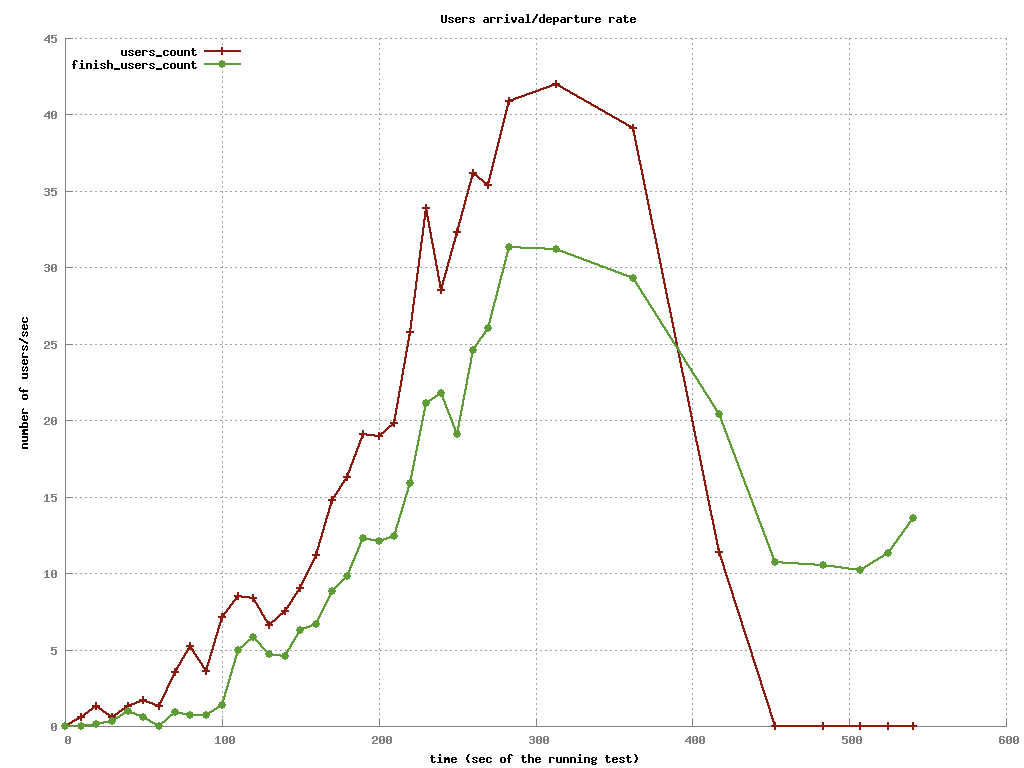 Users arrival/departure rate
users_count
finish_users_count
45
40
35
30
25
20
15
10
5
0
number of users/sec
0 100 200 300 400 500 600
time (sec of the running test)